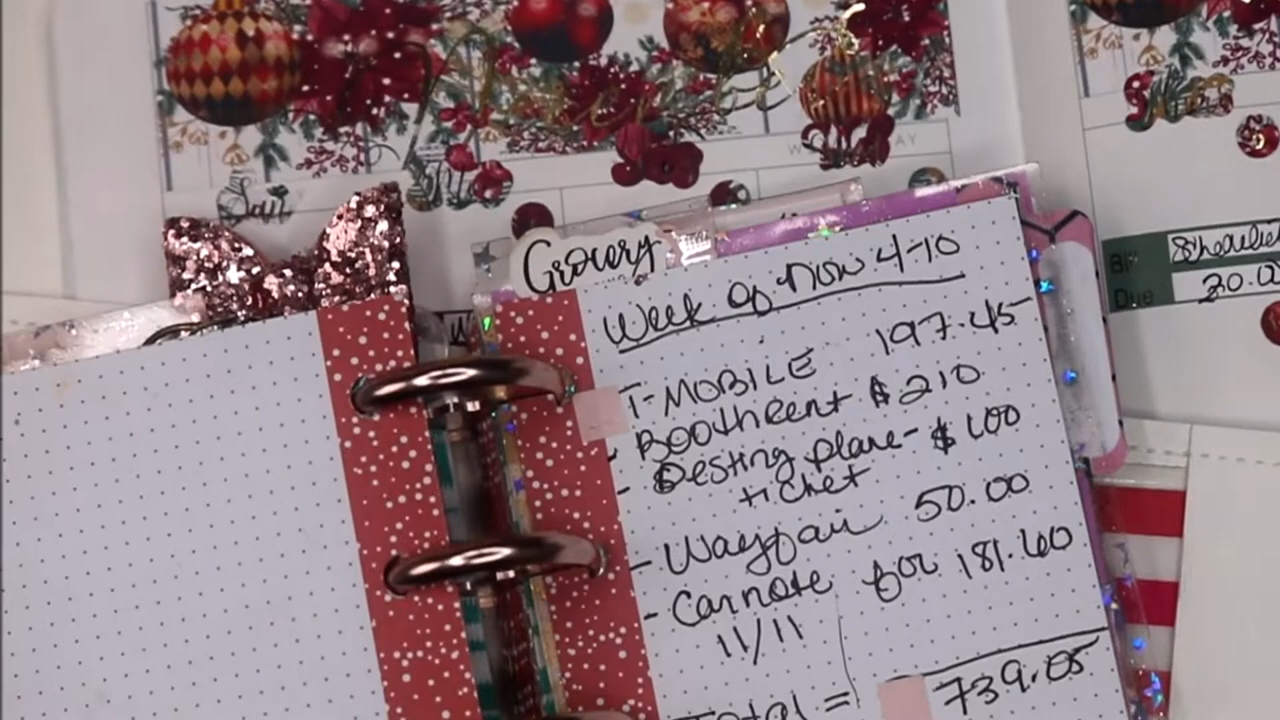 Grocery
Week of Nov 4-10
T-MOBILE 197.45
- Boothrent $210
- Destiny plane - $100
ticket
- Wayfair 50.00
- Carnote for 181.60
11/11
Total = 739.05
Due 20.0